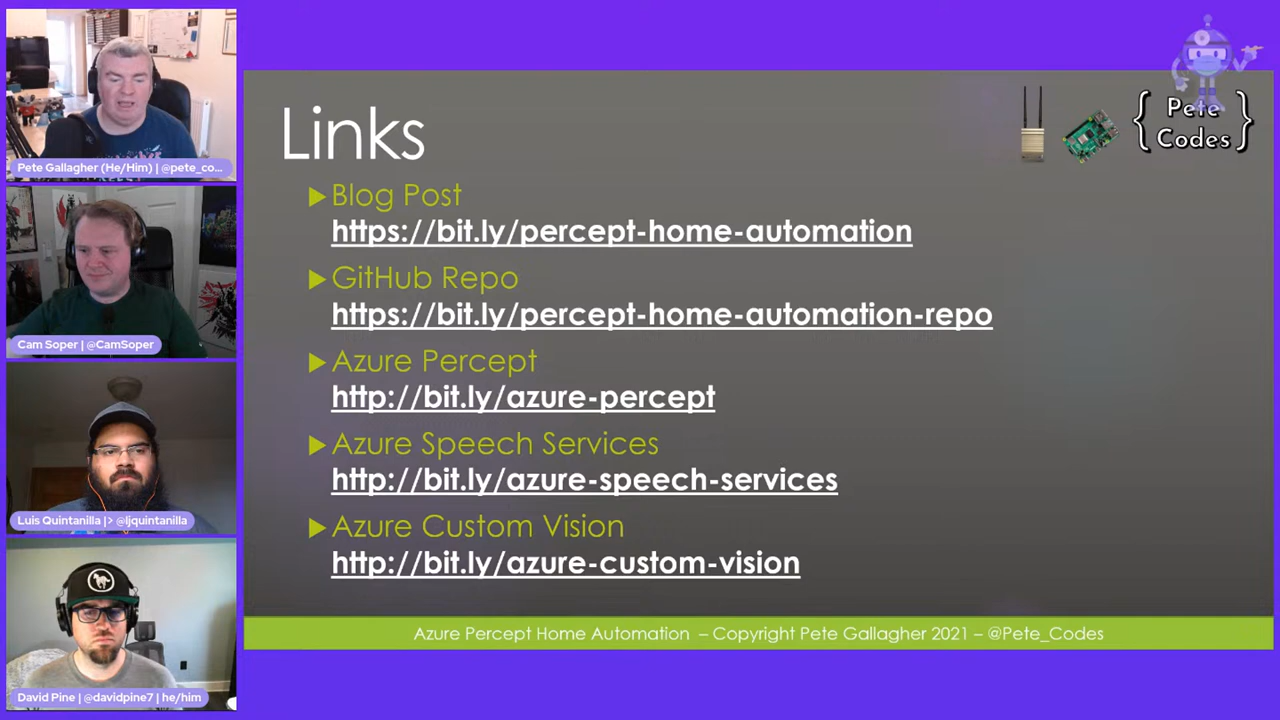 Pete Gallagher (He/Him) | @pete_co...
Cam Soper | @CamSoper
Luis Quintanilla |> @ljquintanilla
David Pine | @davidpine7 | he/him
Links
{ Pete
Codes }
Blog Post
https://bit.ly/percept-home-automation
GitHub Repo
https://bit.ly/percept-home-automation-repo
Azure Percept
http://bit.ly/azure-percept
Azure Speech Services
http://bit.ly/azure-speech-services
Azure Custom Vision
http://bit.ly/azure-custom-vision
Azure Percept Home Automation – Copyright Pete Gallagher 2021 – @Pete_Codes